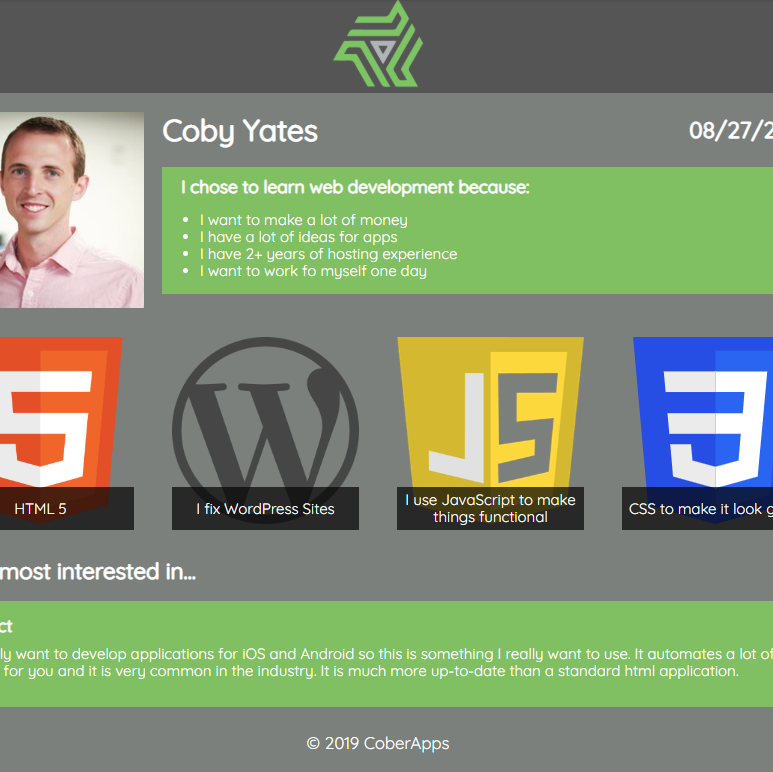 Coby Yates
08/27/2
I chose to learn web development because:
I want to make a lot of money
I have a lot of ideas for apps
I have 2+ years of hosting experience
I want to work fo myself one day
5
W
JS
3
HTML 5
I fix WordPress Sites
I use JavaScript to make
things functional
CSS to make it look g
most interested in...
ct
ly want to develop applications for iOS and Android so this is something I really want to use. It automates a lot of
for you and it is very common in the industry. It is much more up-to-date than a standard html application.
© 2019 CoberApps